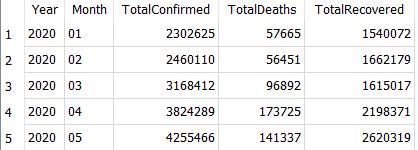 Year Month TotalConfirmed TotalDeaths TotalRecovered
1 2020 01 2302625 57665 1540072
2 2020 02 2460110 56451 1662179
3 2020 03 3168412 96892 1615017
4 2020 04 3824289 173725 2198371
5 2020 05 4255466 141337 2620319